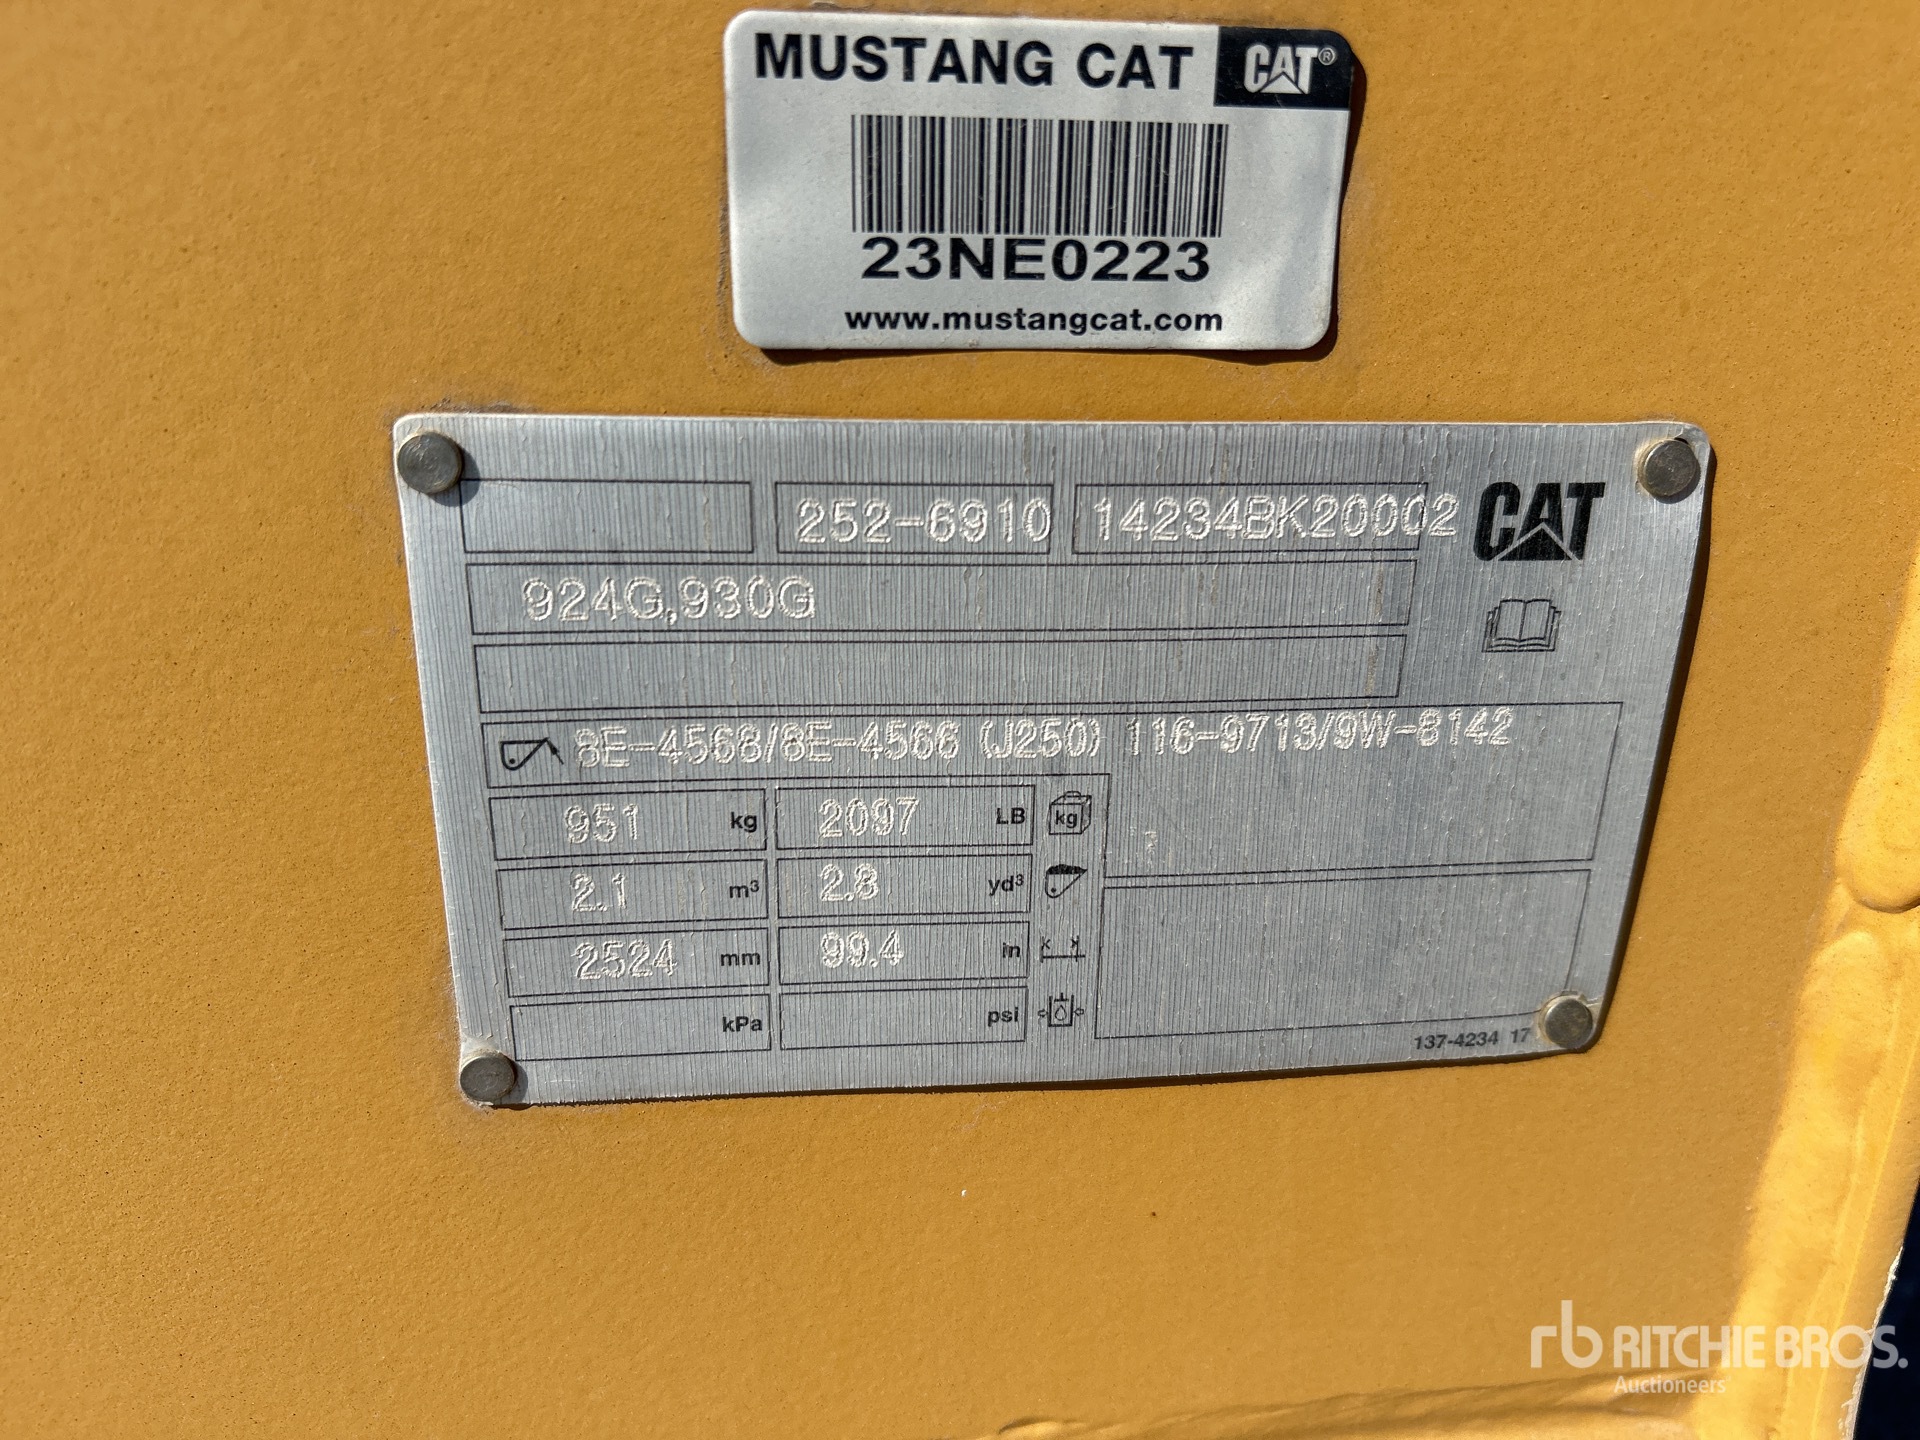 MUSTANG CAT CAT®
23NE0223
www.mustangcat.com
252-6910 14234BK20002 CAT
924G,930G
8E-4568/8E-4566 (J250) 116-9713/9W-8142
951 kg 2097 LB kg
2.1 m³ 2.8 yd³
2524 mm 99.4 in
kPa psi
137-4234 17
rb RITCHIE BROS.
Auctioneers